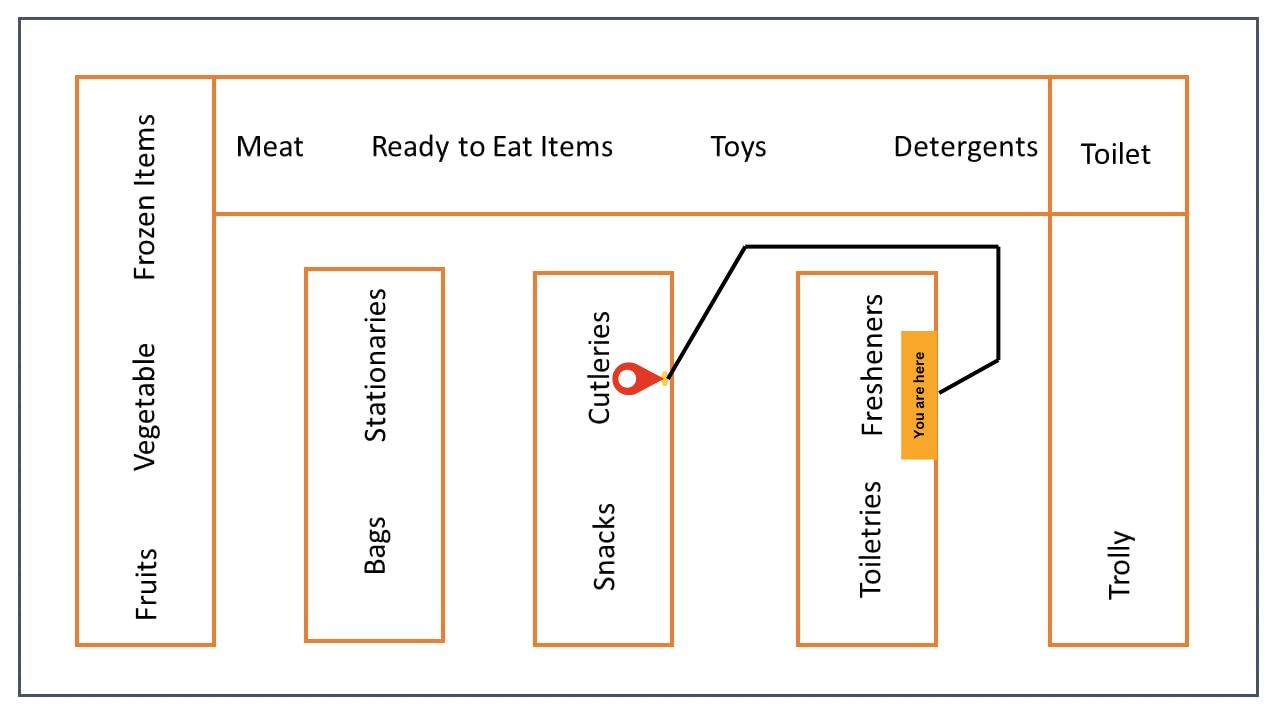 Frozen Items
Vegetable
Fruits
Meat
Ready to Eat Items
Toys
Detergents
Toilet
Stationaries
Bags
Cutleries
Snacks
Fresheners
You are here
Toiletries
Trolly